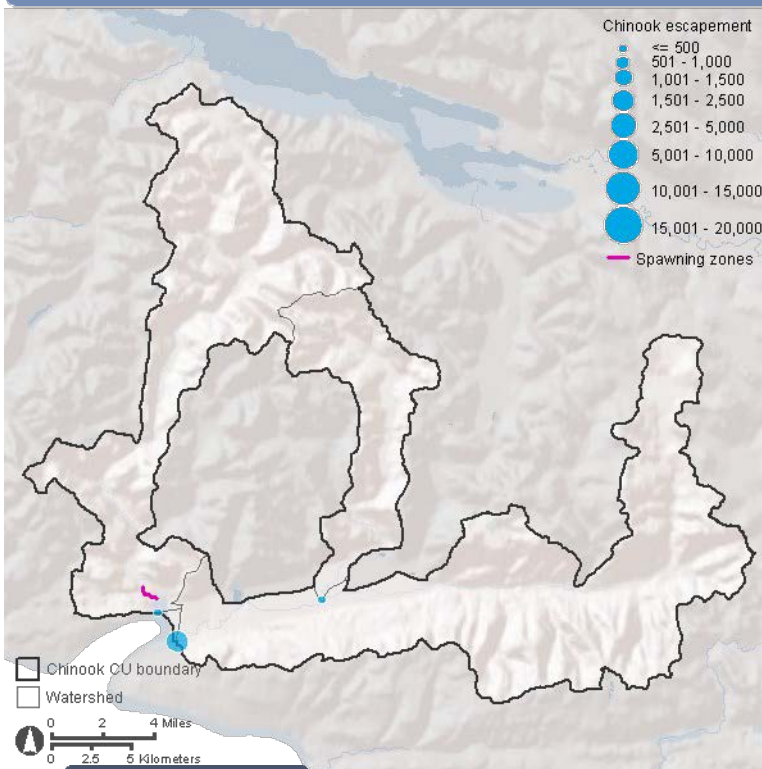 Chinook escapement
<= 500
501 - 1,000
1,001 - 1,500
1,501 - 2,500
2,501 - 5,000
5,001 - 10,000
10,001 - 15,000
15,001 - 20,000
Spawning zones
Chinook CU boundary
Watershed
0 2 4 Miles
0 2.5 5 Kilometers